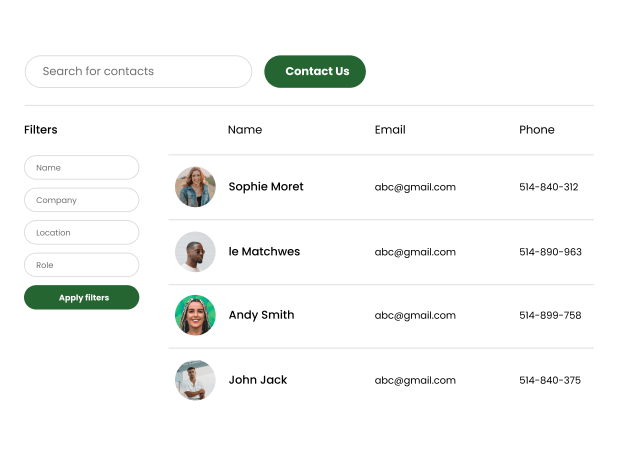 Search for contacts
Contact Us
Filters
Name
Company
Location
Role
Apply filters
Name Email Phone
Sophie Moret abc@gmail.com 514-840-312
le Matchwes abc@gmail.com 514-890-963
Andy Smith abc@gmail.com 514-899-758
John Jack abc@gmail.com 514-840-375